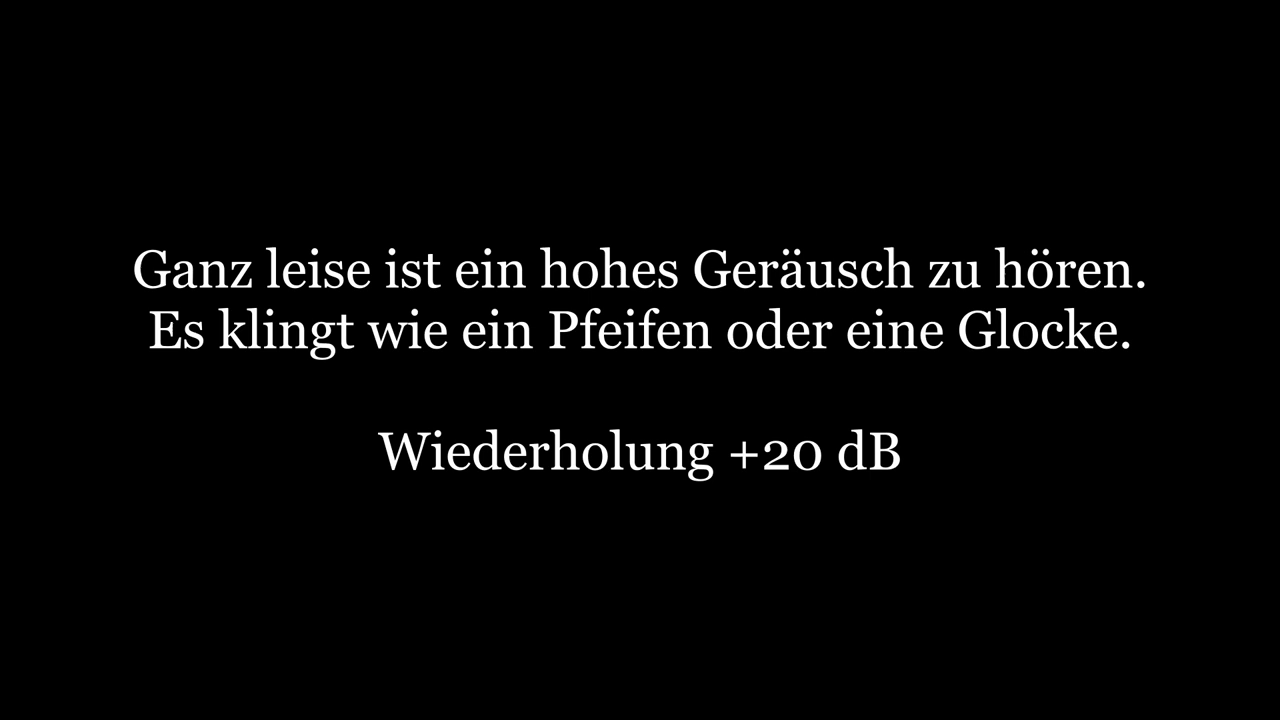 Ganz leise ist ein hohes Geräusch zu hören.
Es klingt wie ein Pfeifen oder eine Glocke.
Wiederholung +20 dB